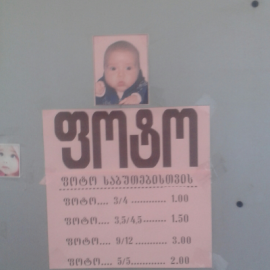 ფოტო
ფოტო საბუთებისთვის
ფოტო.... 3/4 ............ 1.00
ფოტო.... 3,5/4,5 ......... 1.50
ფოტო.... 9/12 ............ 3.00
ფოტო.... 5/5 ............. 2.00